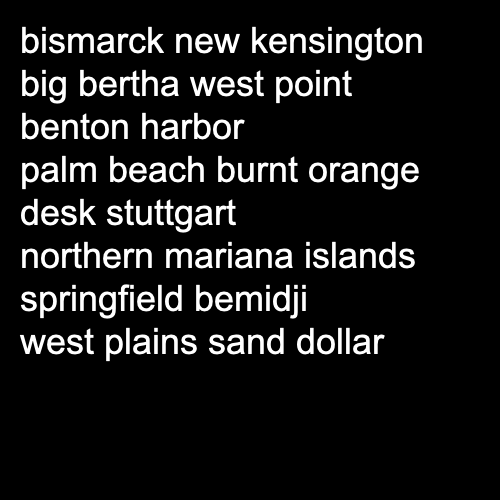 bismarck new kensington
big bertha west point
benton harbor
palm beach burnt orange
desk stuttgart
northern mariana islands
springfield bemidji
west plains sand dollar